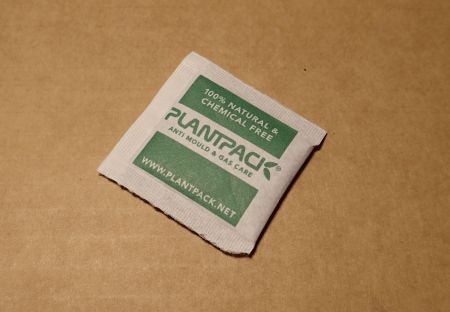 100% NATURAL &
CHEMICAL FREE
PLANTPACK®
ANTI MOULD & GAS CARE
WWW.PLANTPACK.NET